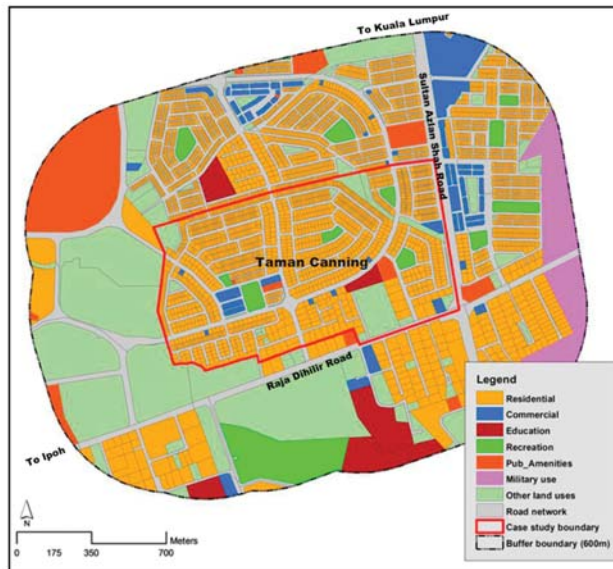 To Kuala Lumpur
Sultan Azlan Shah Road
Taman Canning
Raja Dihilir Road
To Ipoh
N
Meters
0 175 350 700
Legend
Residential
Commercial
Education
Recreation
Pub_Amenities
Military use
Other land uses
Road network
Case study boundary
Buffer boundary (600m)